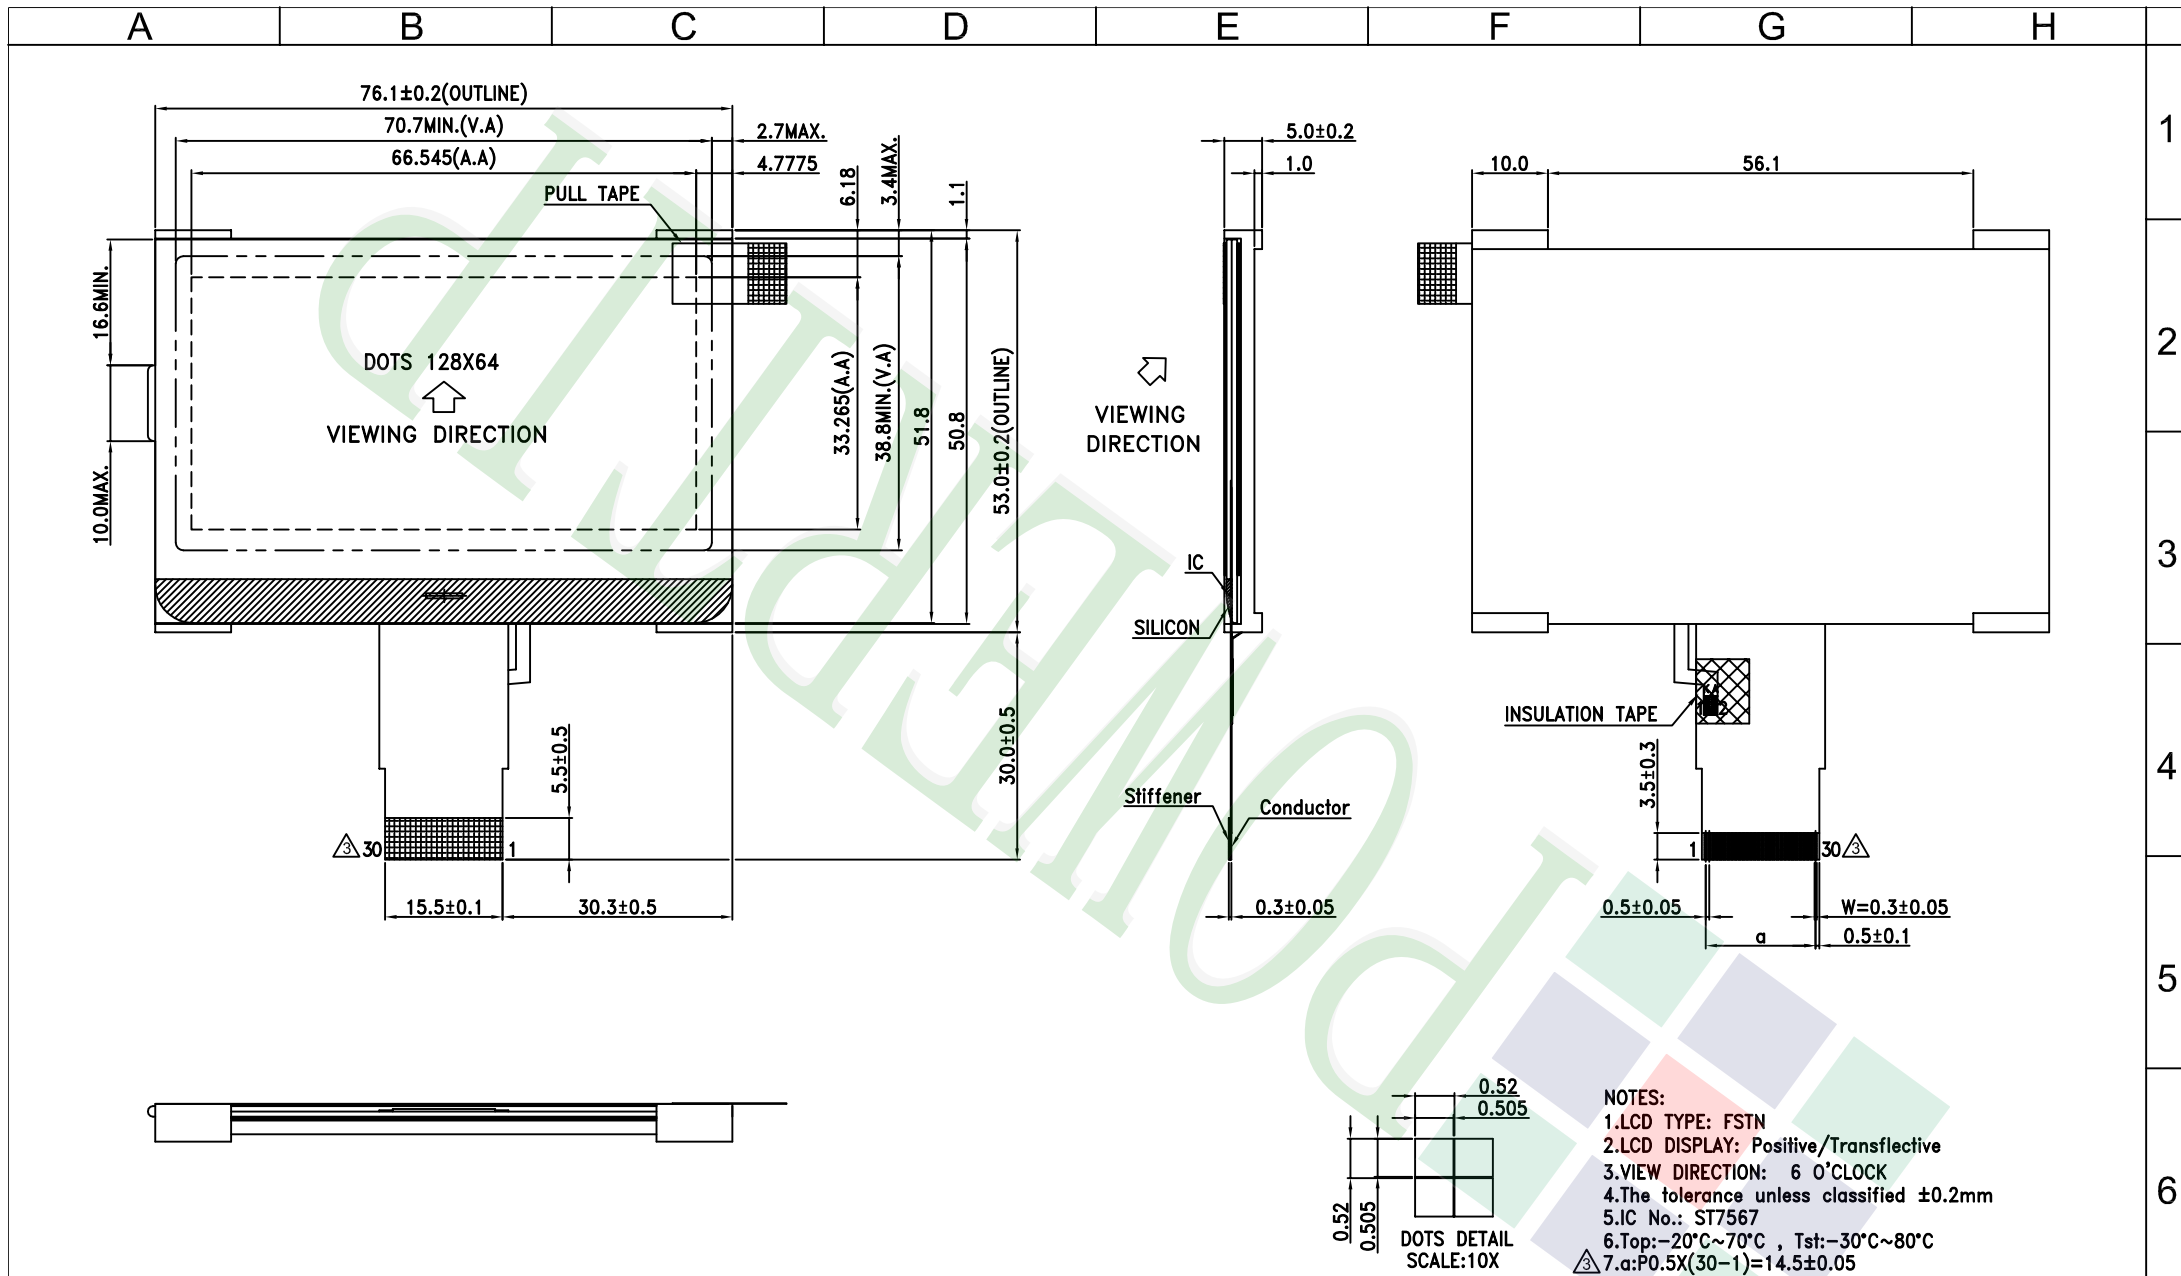 A B C D E F G H
1
2
3
4
5
6
76.1±0.2(OUTLINE)
70.7MIN.(V.A)
2.7MAX.
66.545(A.A)
4.7775
PULL TAPE
6.18
3.4MAX.
1.1
16.6MIN.
10.0MAX.
DOTS 128X64
VIEWING DIRECTION
33.265(A.A)
38.8MIN.(V.A)
51.8
50.8
53.0±0.2(OUTLINE)
30.0±0.5
5.5±0.5
3
30
1
15.5±0.1
30.3±0.5
5.0±0.2
1.0
VIEWING
DIRECTION
IC
SILICON
Stiffener
Conductor
0.3±0.05
10.0
56.1
INSULATION TAPE
3.5±0.3
1
30
3
0.5±0.05
W=0.3±0.05
a
0.5±0.1
0.52
0.505
0.52
0.505
DOTS DETAIL
SCALE:10X
NOTES:
1.LCD TYPE: FSTN
2.LCD DISPLAY: Positive/Transflective
3.VIEW DIRECTION: 6 O'CLOCK
4.The tolerance unless classified ±0.2mm
5.IC No.: ST7567
6.Top:-20°C~70°C , Tst:-30°C~80°C
3
7.a:P0.5X(30-1)=14.5±0.05
POWERTIP